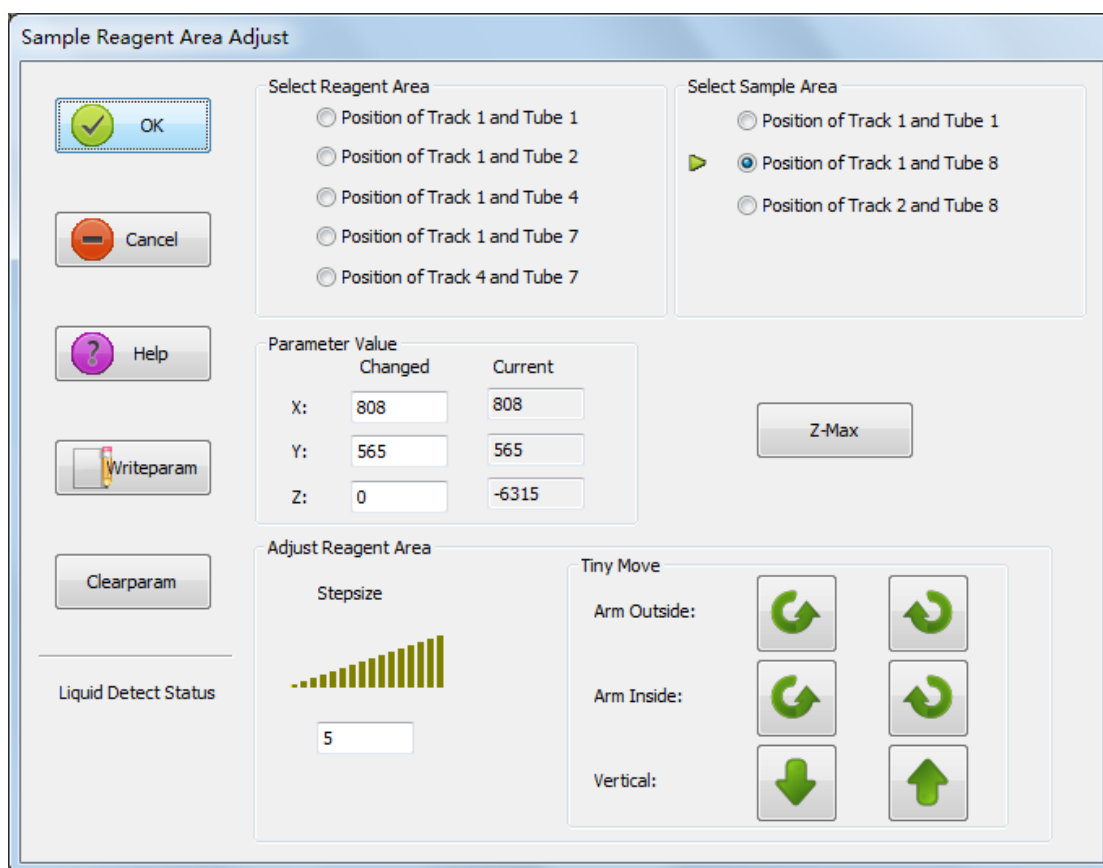 Sample Reagent Area Adjust
OK
Cancel
Help
Writeparam
Clearparam
Liquid Detect Status
Select Reagent Area
Position of Track 1 and Tube 1
Position of Track 1 and Tube 2
Position of Track 1 and Tube 4
Position of Track 1 and Tube 7
Position of Track 4 and Tube 7
Select Sample Area
Position of Track 1 and Tube 1
Position of Track 1 and Tube 8
Position of Track 2 and Tube 8
Parameter Value
Changed Current
X: 808 808
Y: 565 565
Z: 0 -6315
Z-Max
Adjust Reagent Area
Stepsize
5
Tiny Move
Arm Outside:
Arm Inside:
Vertical: